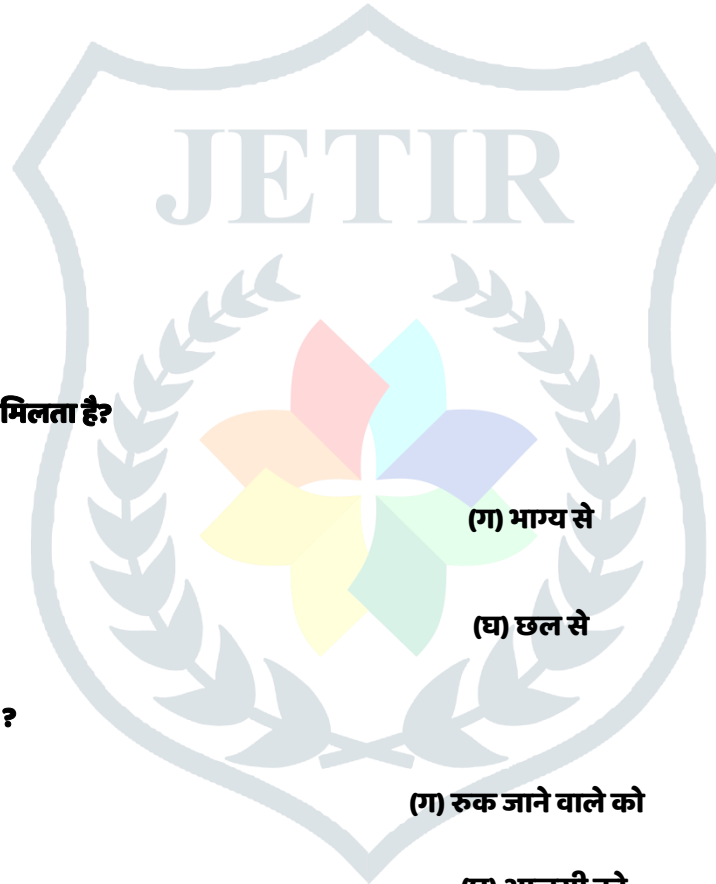 JETIR
मिलता है?
(ग) भाग्य से
(घ) छल से
?
(ग) रुक जाने वाले को